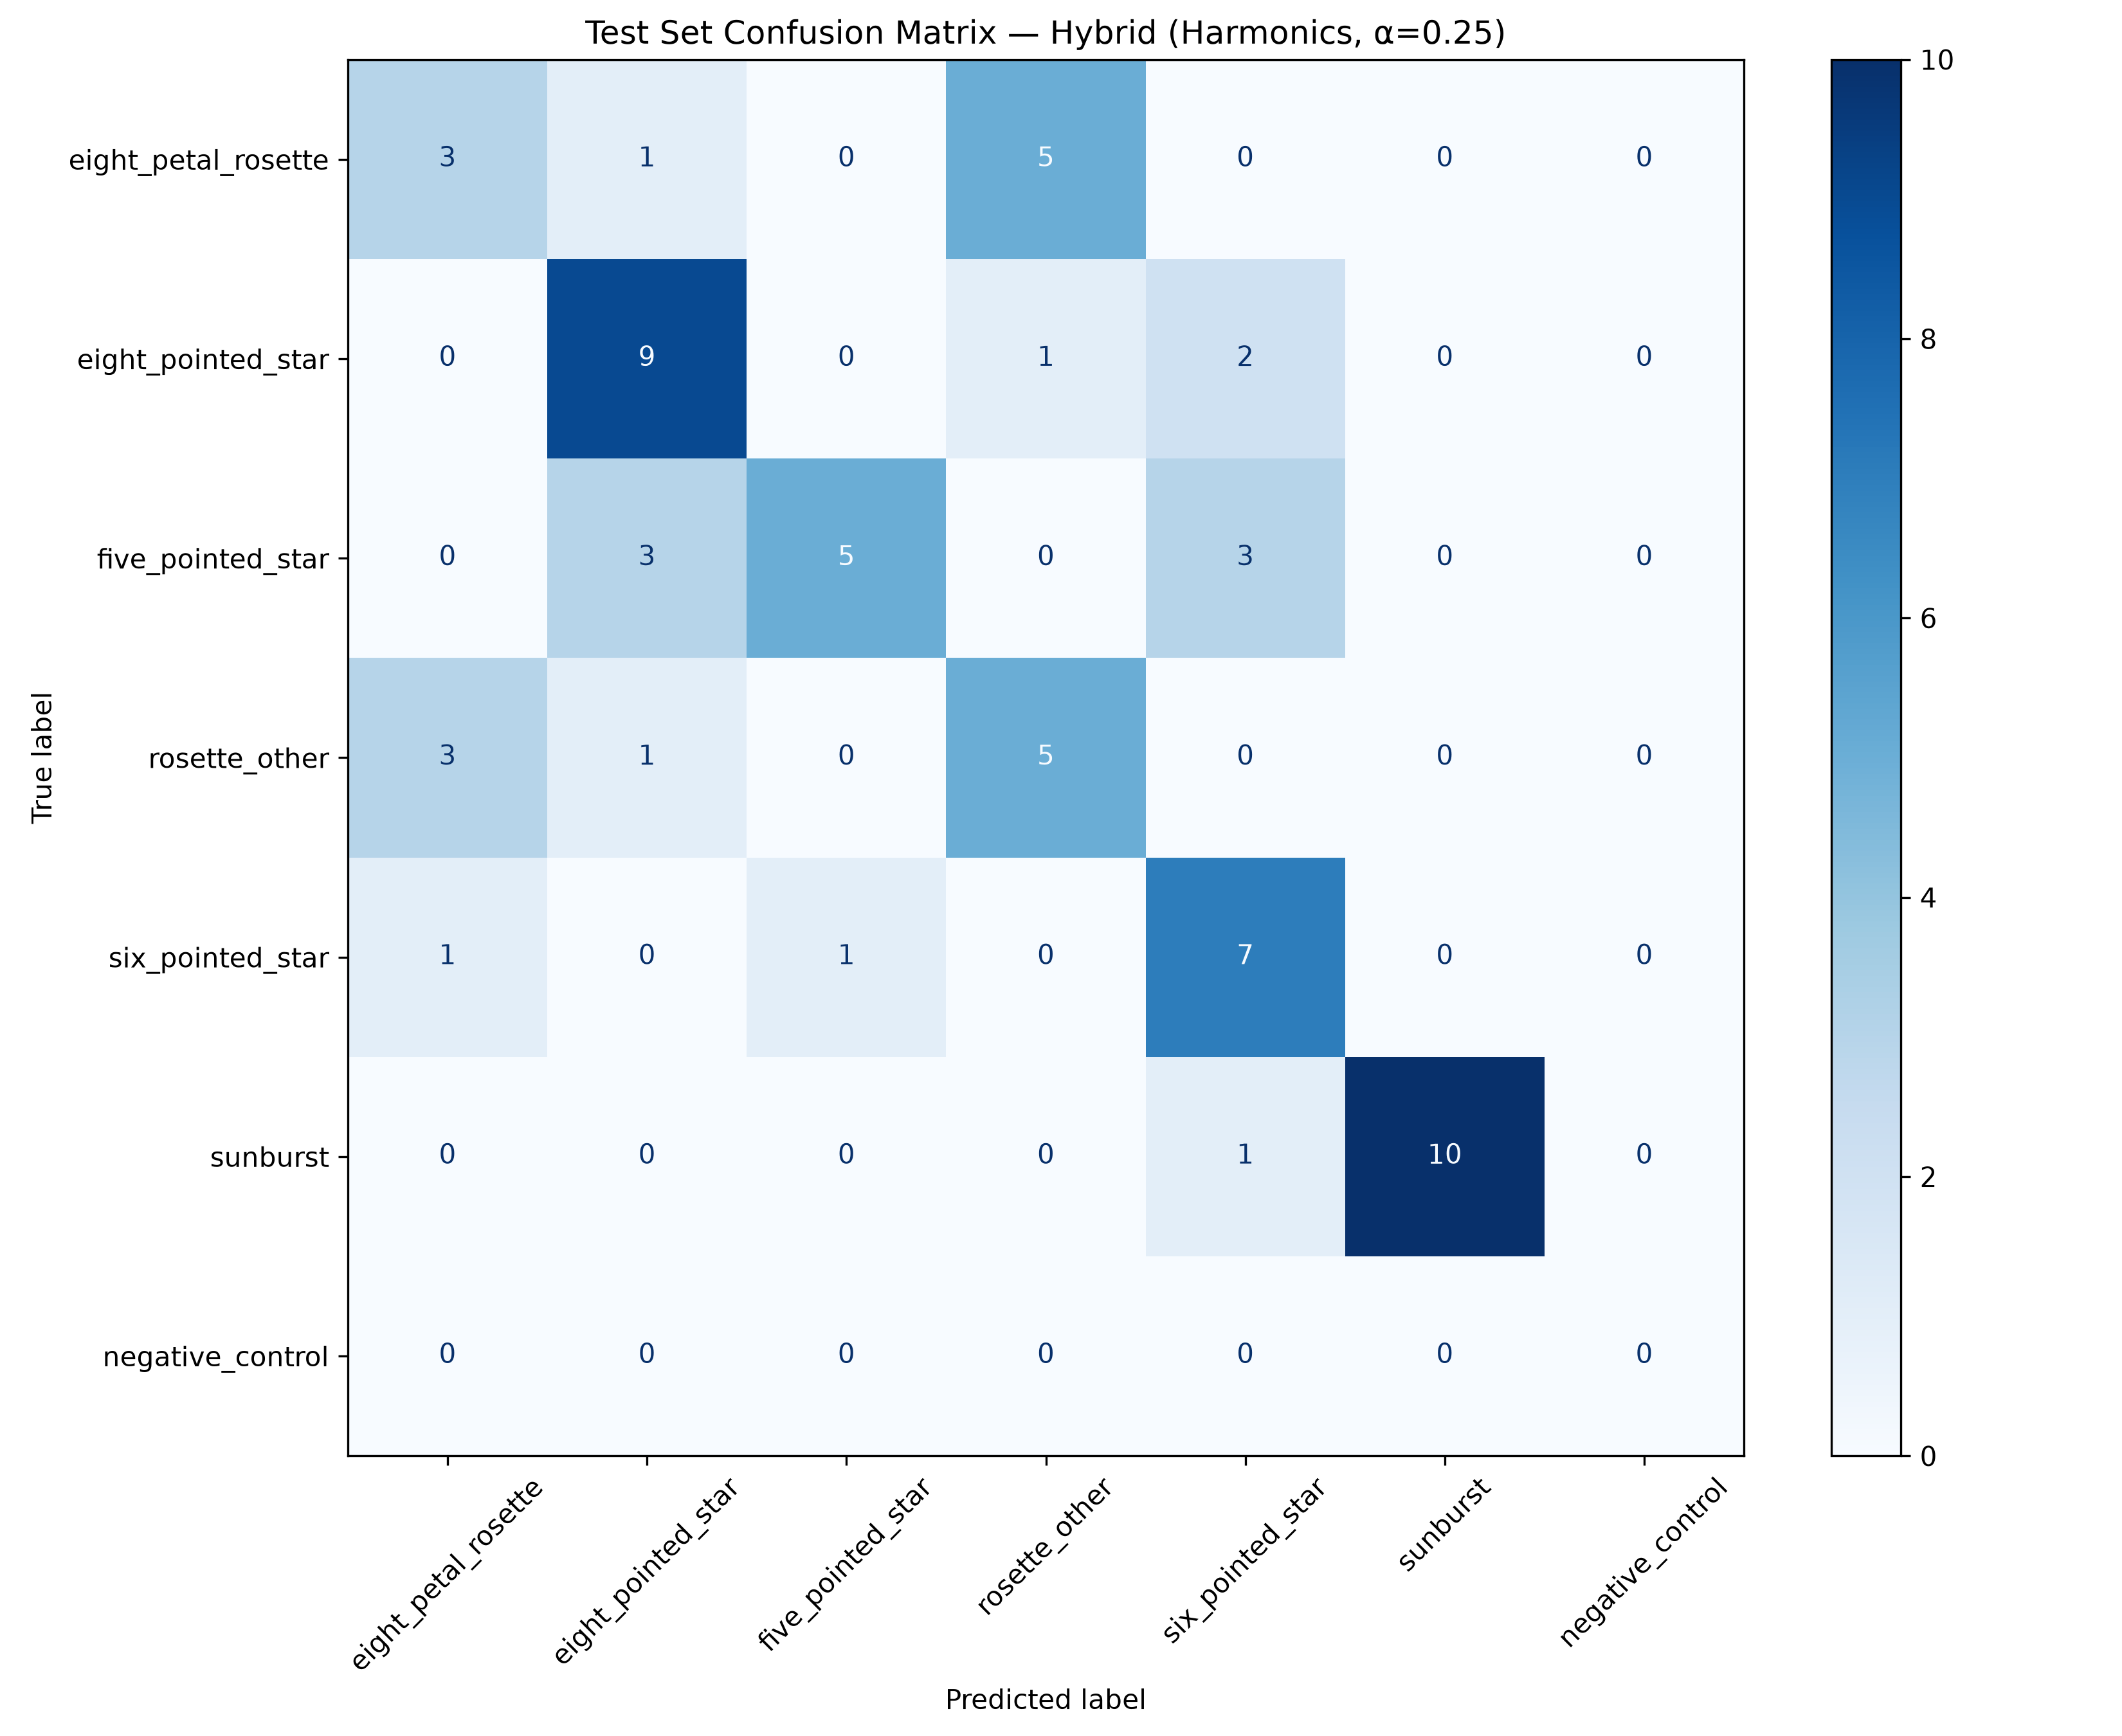 Test Set Confusion Matrix — Hybrid (Harmonics, α=0.25)
True label
eight_petal_rosette 3 1 0 5 0 0 0
eight_pointed_star 0 9 0 1 2 0 0
five_pointed_star 0 3 5 0 3 0 0
rosette_other 3 1 0 5 0 0 0
six_pointed_star 1 0 1 0 7 0 0
sunburst 0 0 0 0 1 10 0
negative_control 0 0 0 0 0 0 0
eight_petal_rosette eight_pointed_star five_pointed_star rosette_other six_pointed_star sunburst negative_control
Predicted label
10
8
6
4
2
0